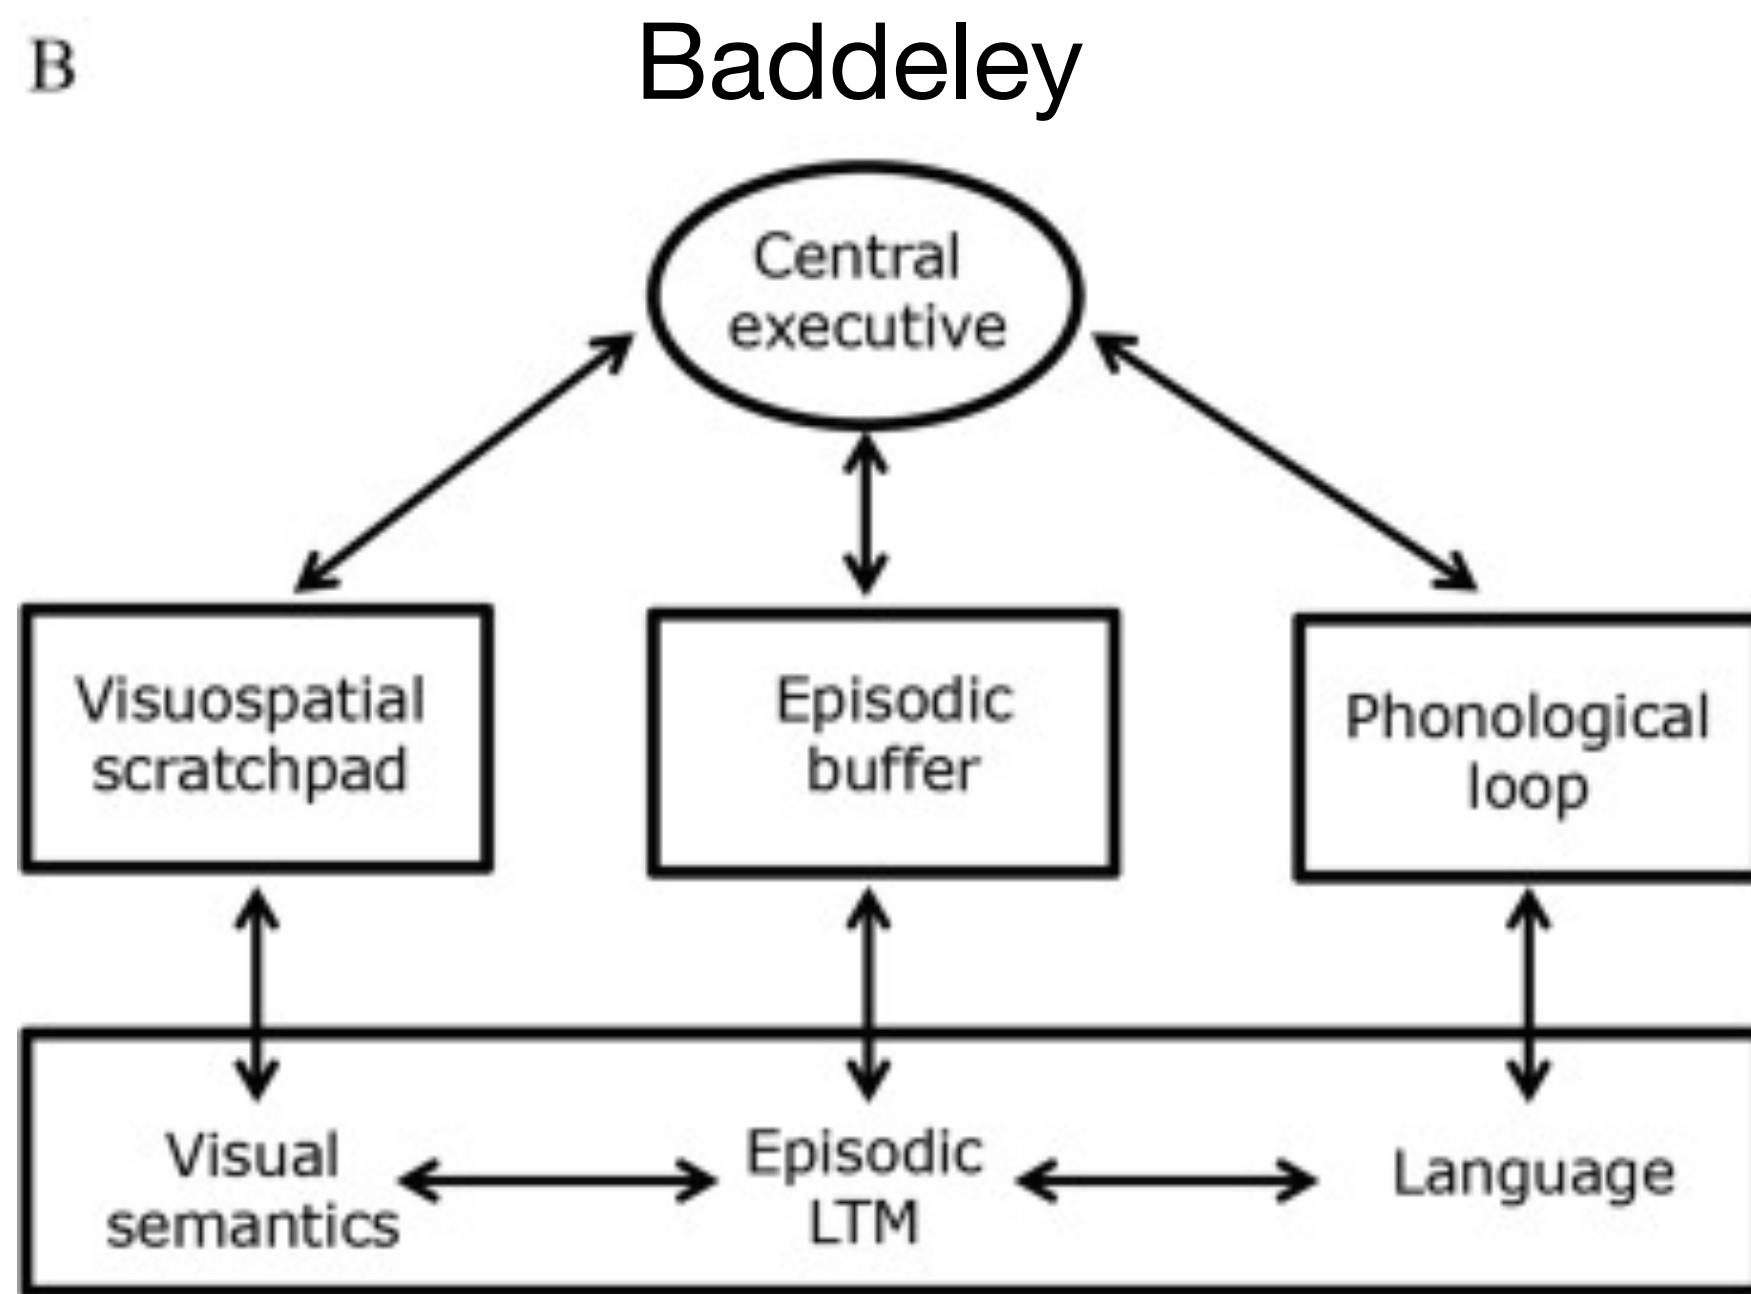 B
Baddeley
Central
executive
Visuospatial
scratchpad
Episodic
buffer
Phonological
loop
Visual
semantics
Episodic
LTM
Language